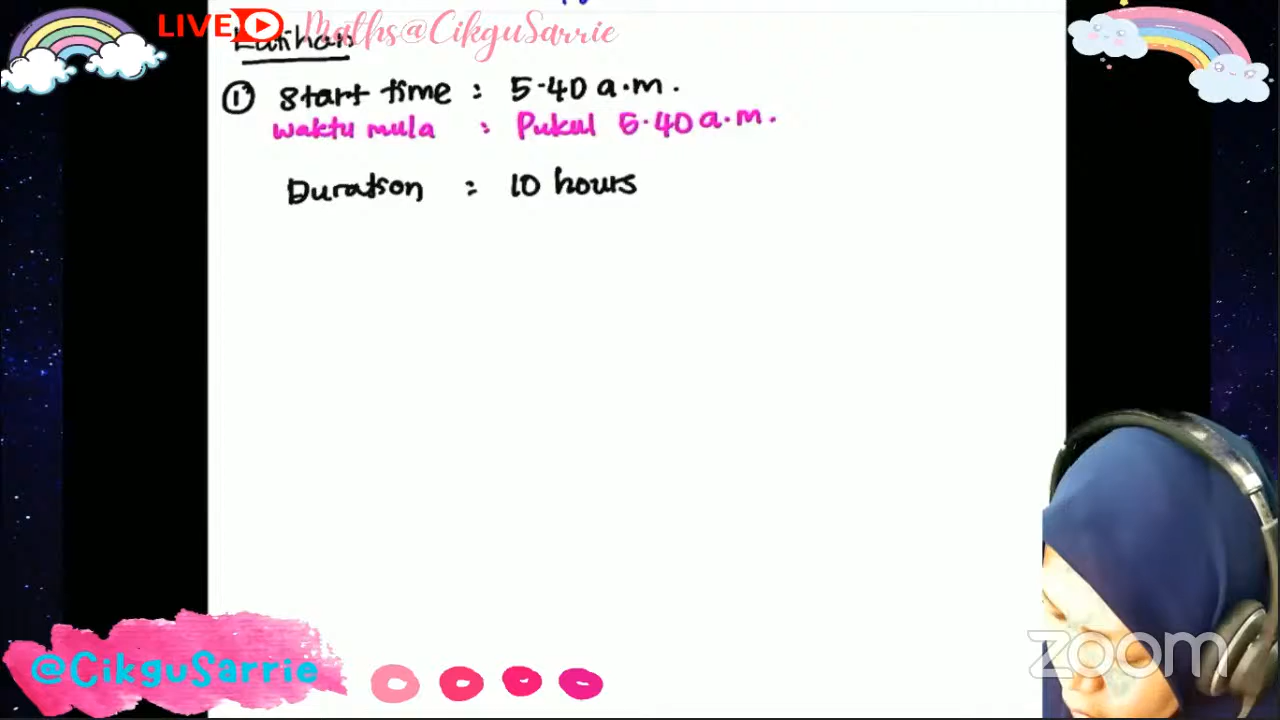 LIVE Maths@CikguSarrie
Latihan
① Start time : 5.40 a.m.
Waktu mula : Pukul 5.40 a.m.
Duration : 10 hours
@CikguSarrie
zoom